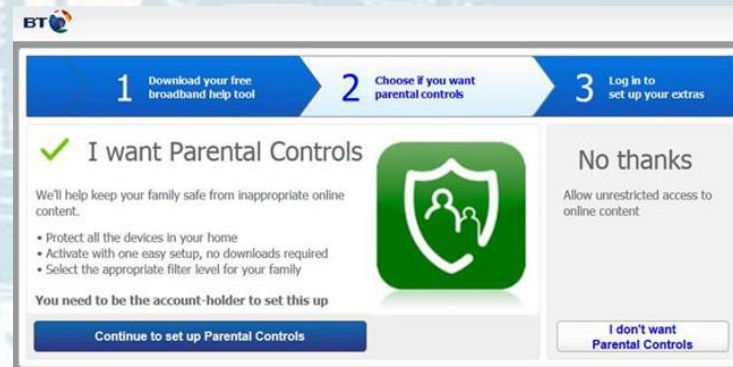 BT
1 Download your free
broadband help tool
2 Choose if you want
parental controls
3 Log in to
set up your extras
I want Parental Controls
We'll help keep your family safe from inappropriate online
content.
• Protect all the devices in your home
• Activate with one easy setup, no downloads required
• Select the appropriate filter level for your family
You need to be the account-holder to set this up
Continue to set up Parental Controls
No thanks
Allow unrestricted access to
online content
I don't want
Parental Controls